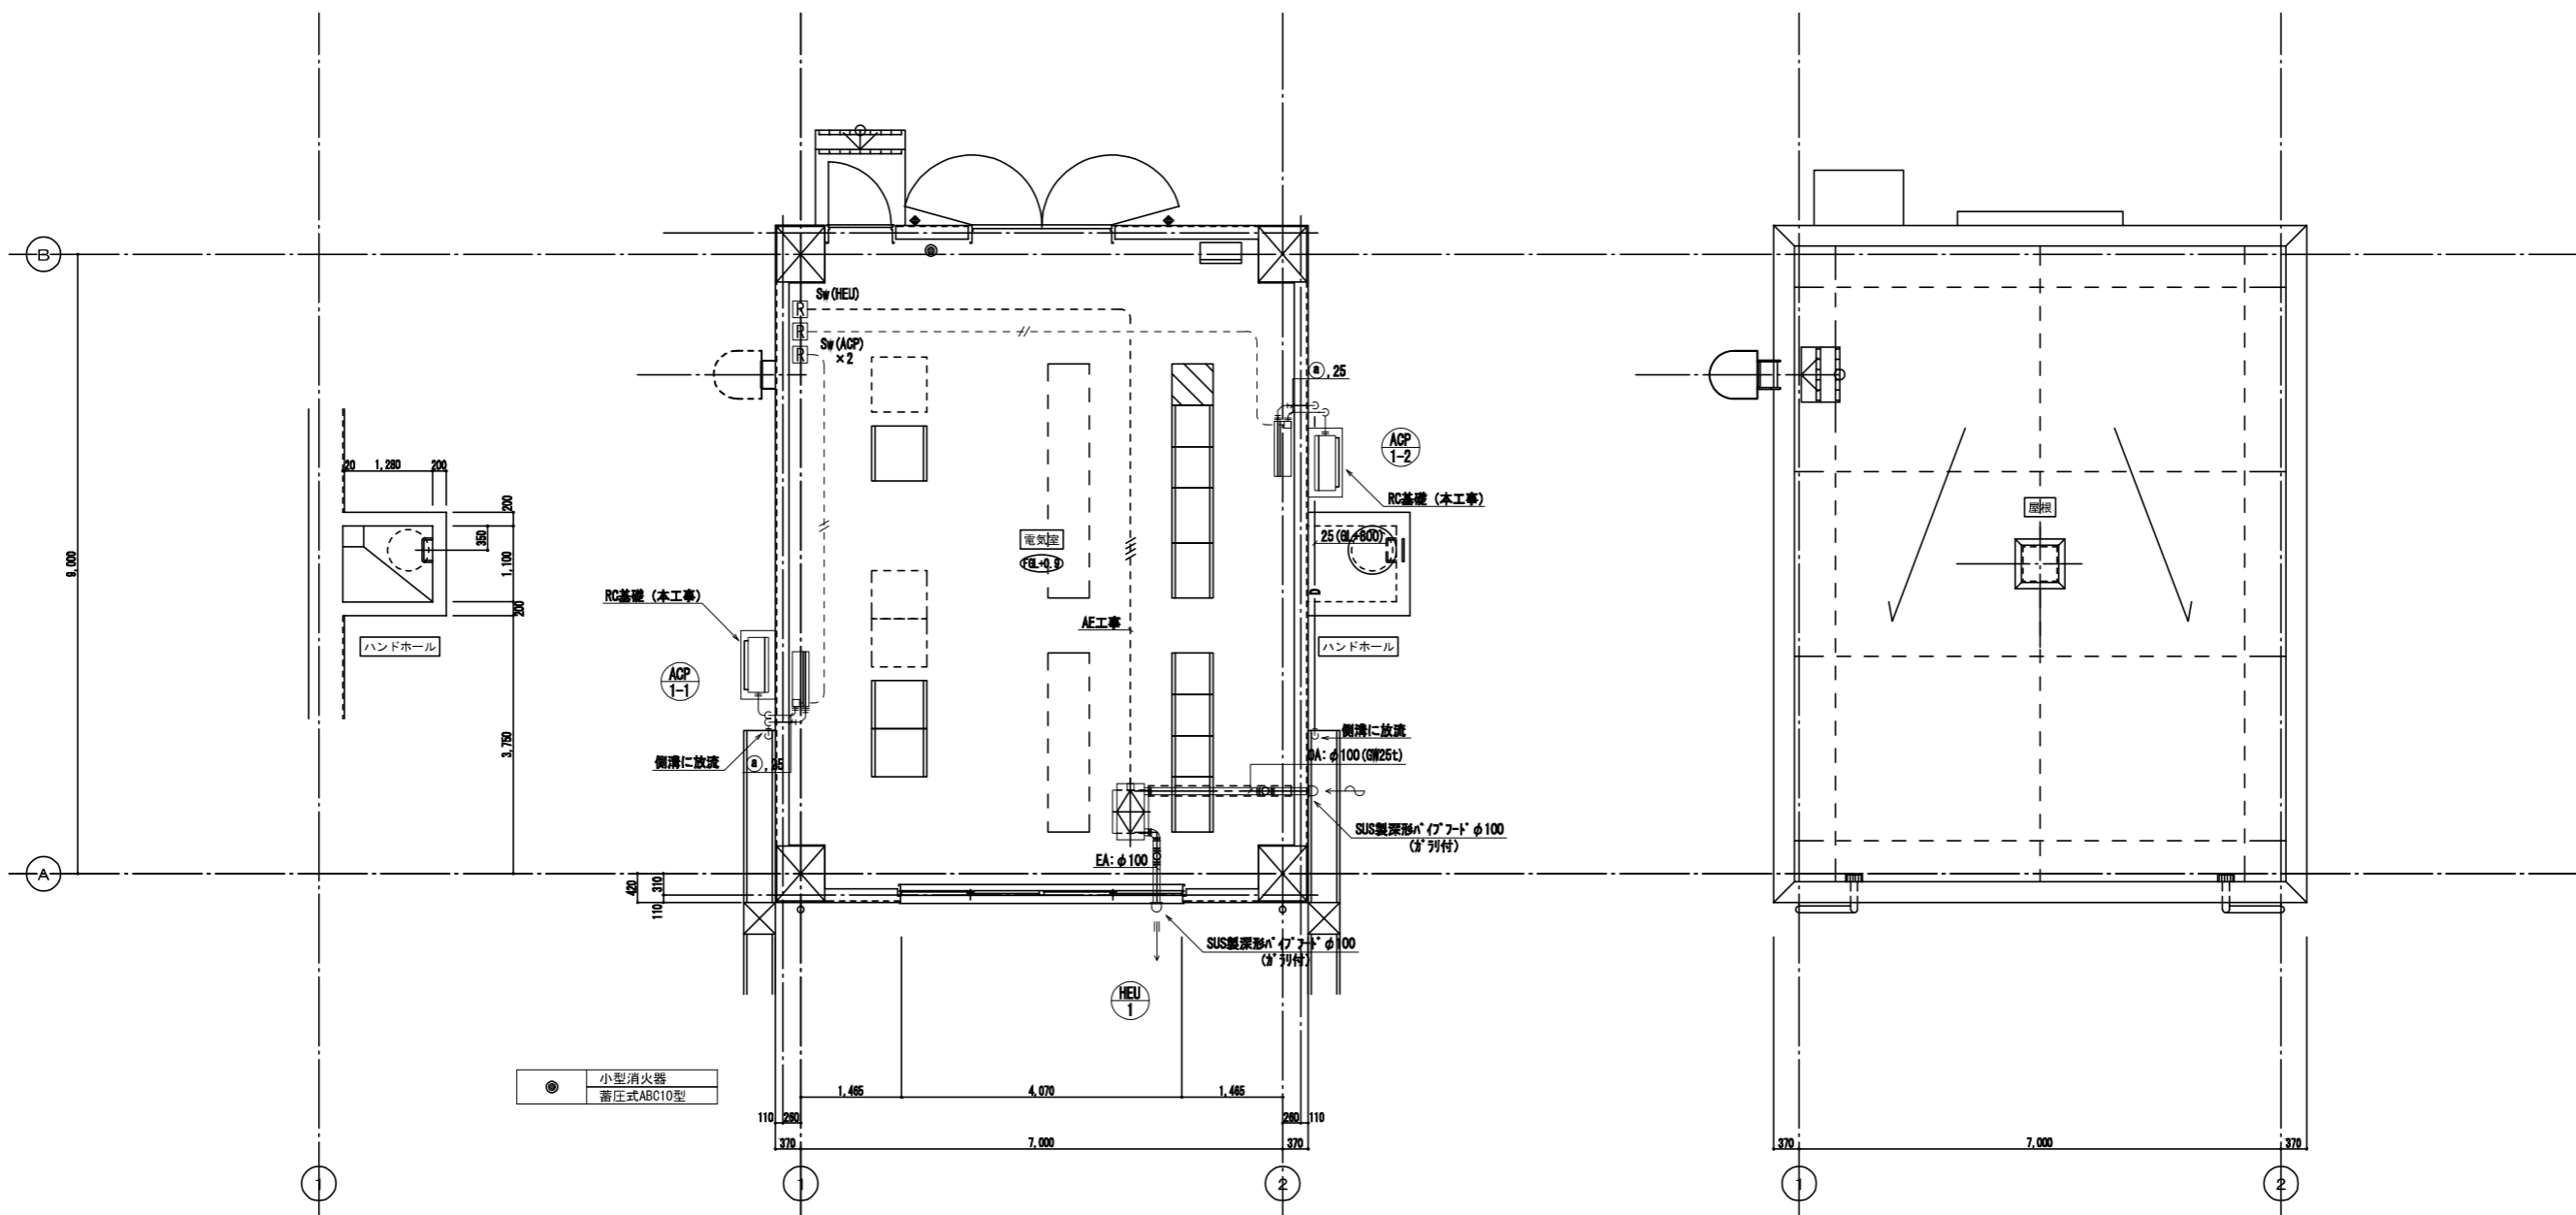 B
Sw(HEU)
R
R
R
Sw(ACP)
×2
ⓐ, 25
ACP
1-2
RC基礎 (本工事)
20
1,280
200
200
350
1,100
200
9,000
3,750
ハンドホール
電気室
25(GL+800)
D
屋根
RC基礎 (本工事)
AE工事
ハンドホール
ACP
1-1
側溝に放流
ⓐ, 25
側溝に放流
OA:φ100(GW25t)
SUS製深形パイプフードφ100
(ガラリ付)
EA:φ100
A
420
310
110
SUS製深形パイプフードφ100
(ガラリ付)
HEU
1
小型消火器
蓄圧式ABC10型
1,465
4,070
1,465
110
260
260
110
370
7,000
370
370
7,000
370
1
1
2
1
2